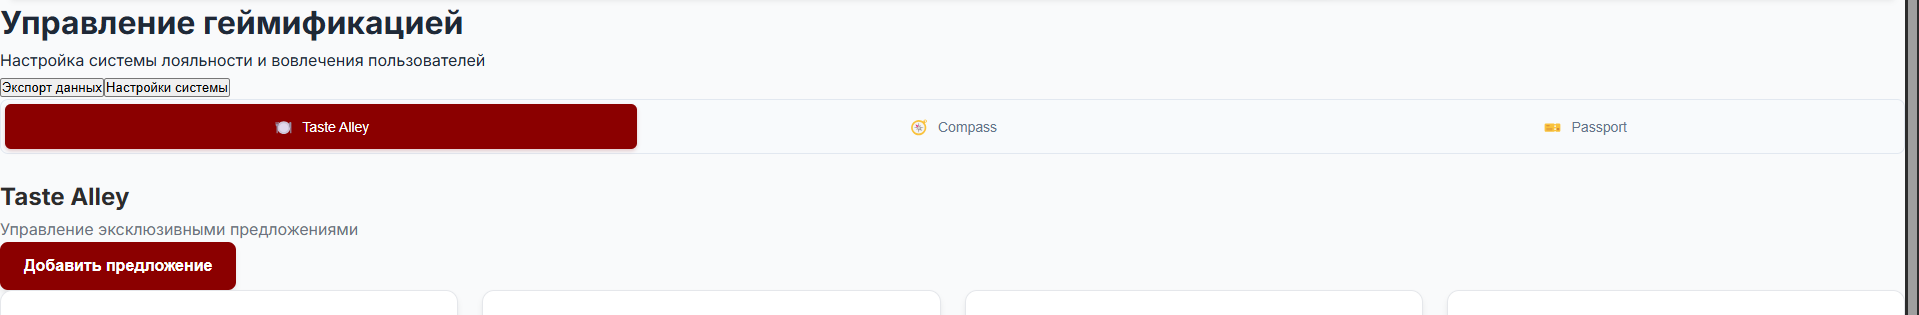 Управление геймификацией
Настройка системы лояльности и вовлечения пользователей
Экспорт данных Настройки системы
Taste Alley Compass Passport
Taste Alley
Управление эксклюзивными предложениями
Добавить предложение